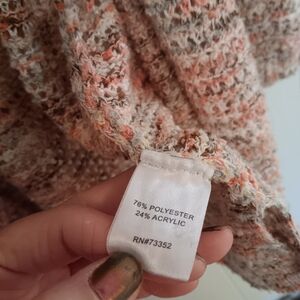 76% POLYESTER
24% ACRYLIC
RN#73352